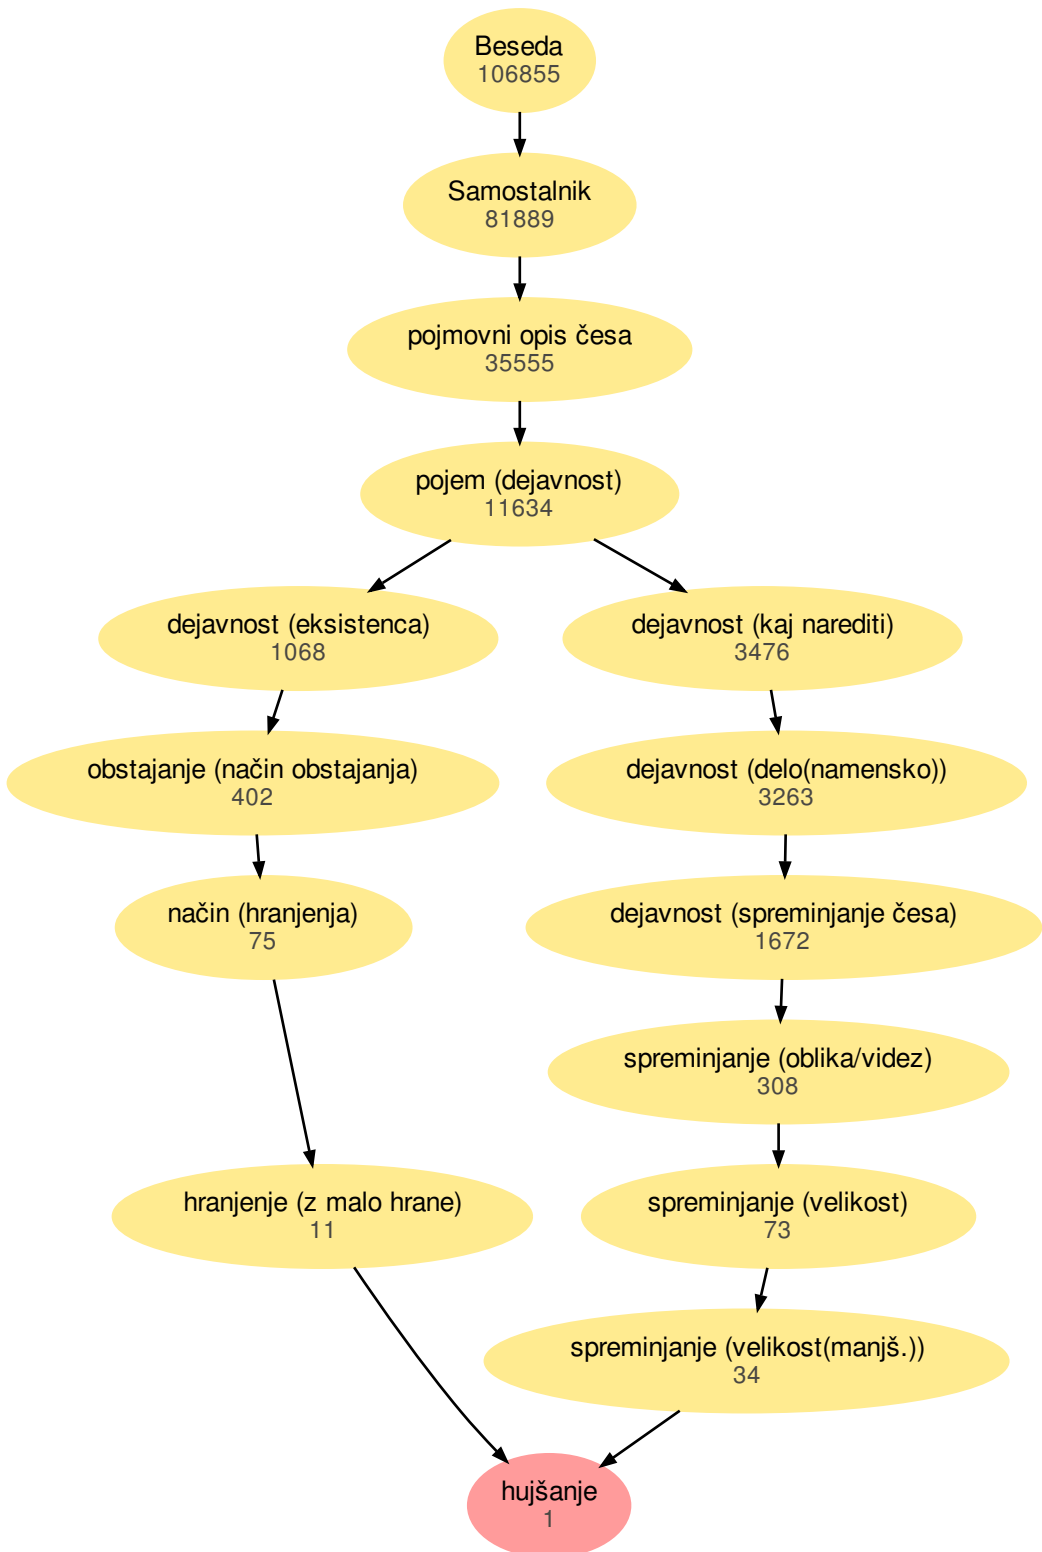 Beseda
106855
Samostalnik
81889
pojmovni opis česa
35555
pojem (dejavnost)
11634
dejavnost (eksistenca)
1068
dejavnost (kaj narediti)
3476
obstajanje (način obstajanja)
402
dejavnost (delo(namensko))
3263
način (hranjenja)
75
dejavnost (spreminjanje česa)
1672
spreminjanje (oblika/videz)
308
hranjenje (z malo hrane)
11
spreminjanje (velikost)
73
spreminjanje (velikost(manjš.))
34
hujšanje
1